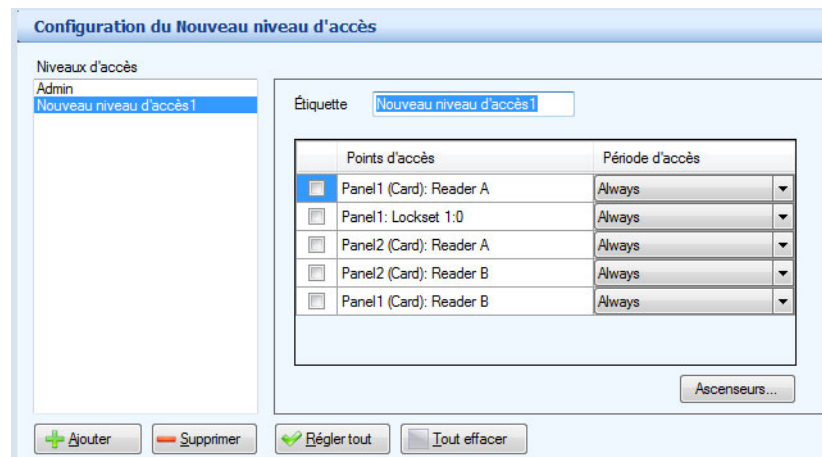 Configuration du Nouveau niveau d'accès
Niveaux d'accès
Admin
Nouveau niveau d'accès1
Étiquette Nouveau niveau d'accès1
Points d'accès Période d'accès
Panel1 (Card): Reader A Always
Panel1: Lockset 1:0 Always
Panel2 (Card): Reader A Always
Panel2 (Card): Reader B Always
Panel1 (Card): Reader B Always
Ascenseurs...
Ajouter Supprimer Régler tout Tout effacer